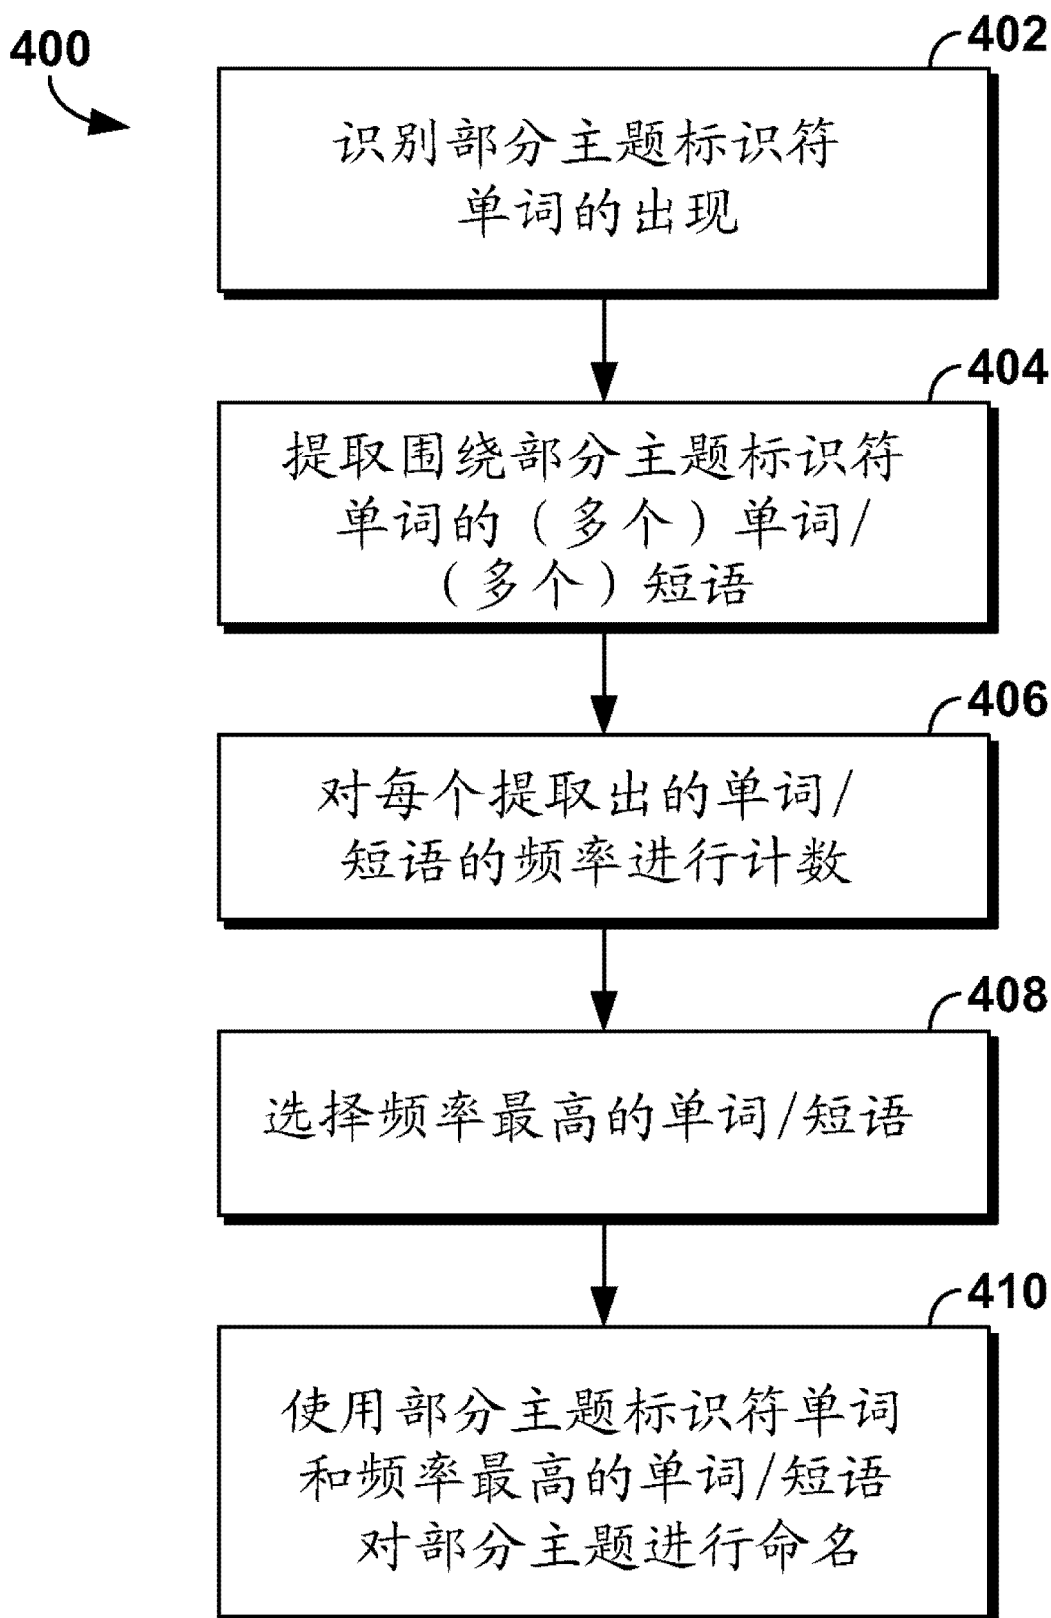 400
402
识别部分主题标识符
单词的出现
404
提取围绕部分主题标识符
单词的（多个）单词/
（多个）短语
406
对每个提取出的单词/
短语的频率进行计数
408
选择频率最高的单词/短语
410
使用部分主题标识符单词
和频率最高的单词/短语
对部分主题进行命名